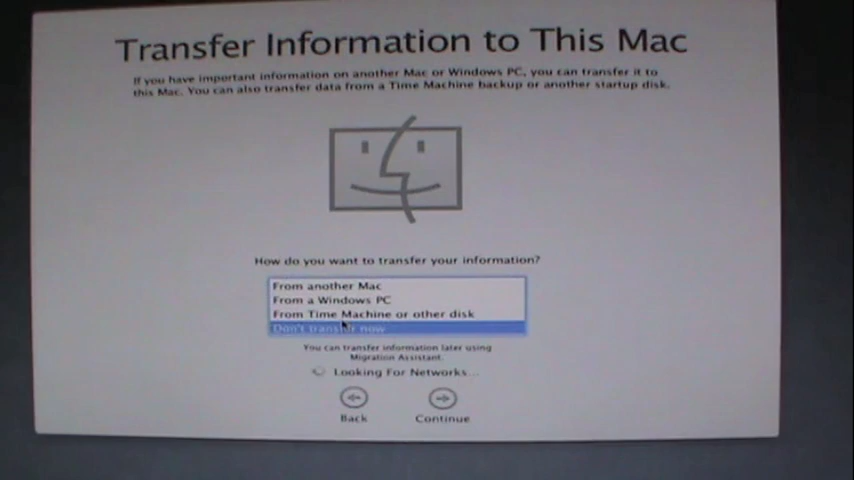 Transfer Information to This Mac
If you have important information on another Mac or Windows PC, you can transfer it to
this Mac. You can also transfer data from a Time Machine backup or another startup disk.
How do you want to transfer your information?
From another Mac
From a Windows PC
From Time Machine or other disk
Don't transfer now
You can transfer information later using
Migration Assistant.
Looking For Networks...
Back Continue